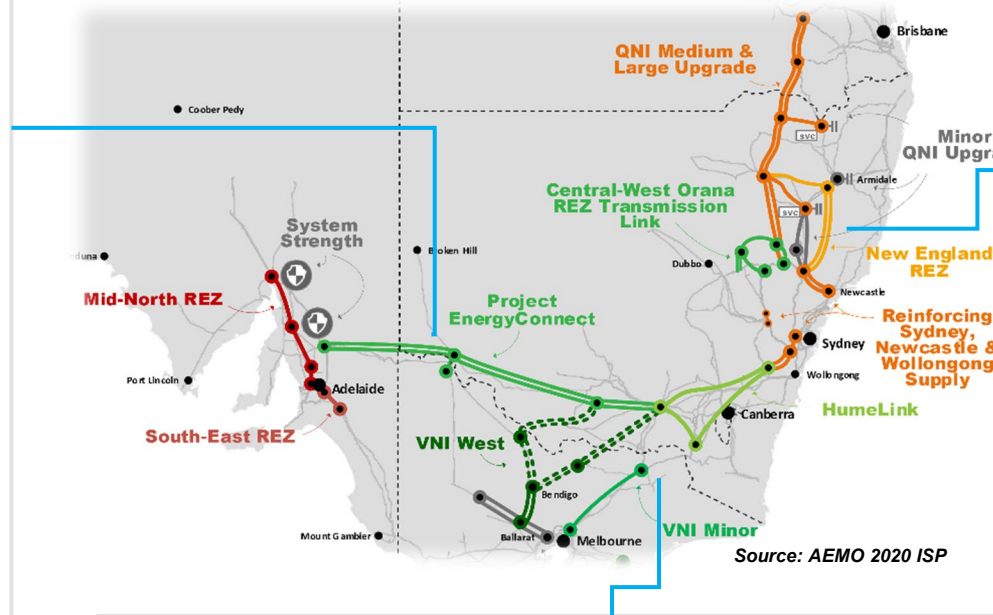 Brisbane
QNI Medium &
Large Upgrade
Coober Pedy
svc
Minor
QNI Upgra
Armidale
Central-West Orana
REZ Transmission
Link
svc
System
Strength
Broken Hill
Dubbo
eduna
New England
REZ
Mid-North REZ
Project
EnergyConnect
Newcastle
Reinforcing
Sydney,
Newcastle &
Wollongong
Supply
Sydney
Port Lincoln
Adelaide
Wollongong
Canberra
HumeLink
South-East REZ
VNI West
Bendigo
Mount Gambier
Ballarat
Melbourne
VNI Minor
Source: AEMO 2020 ISP